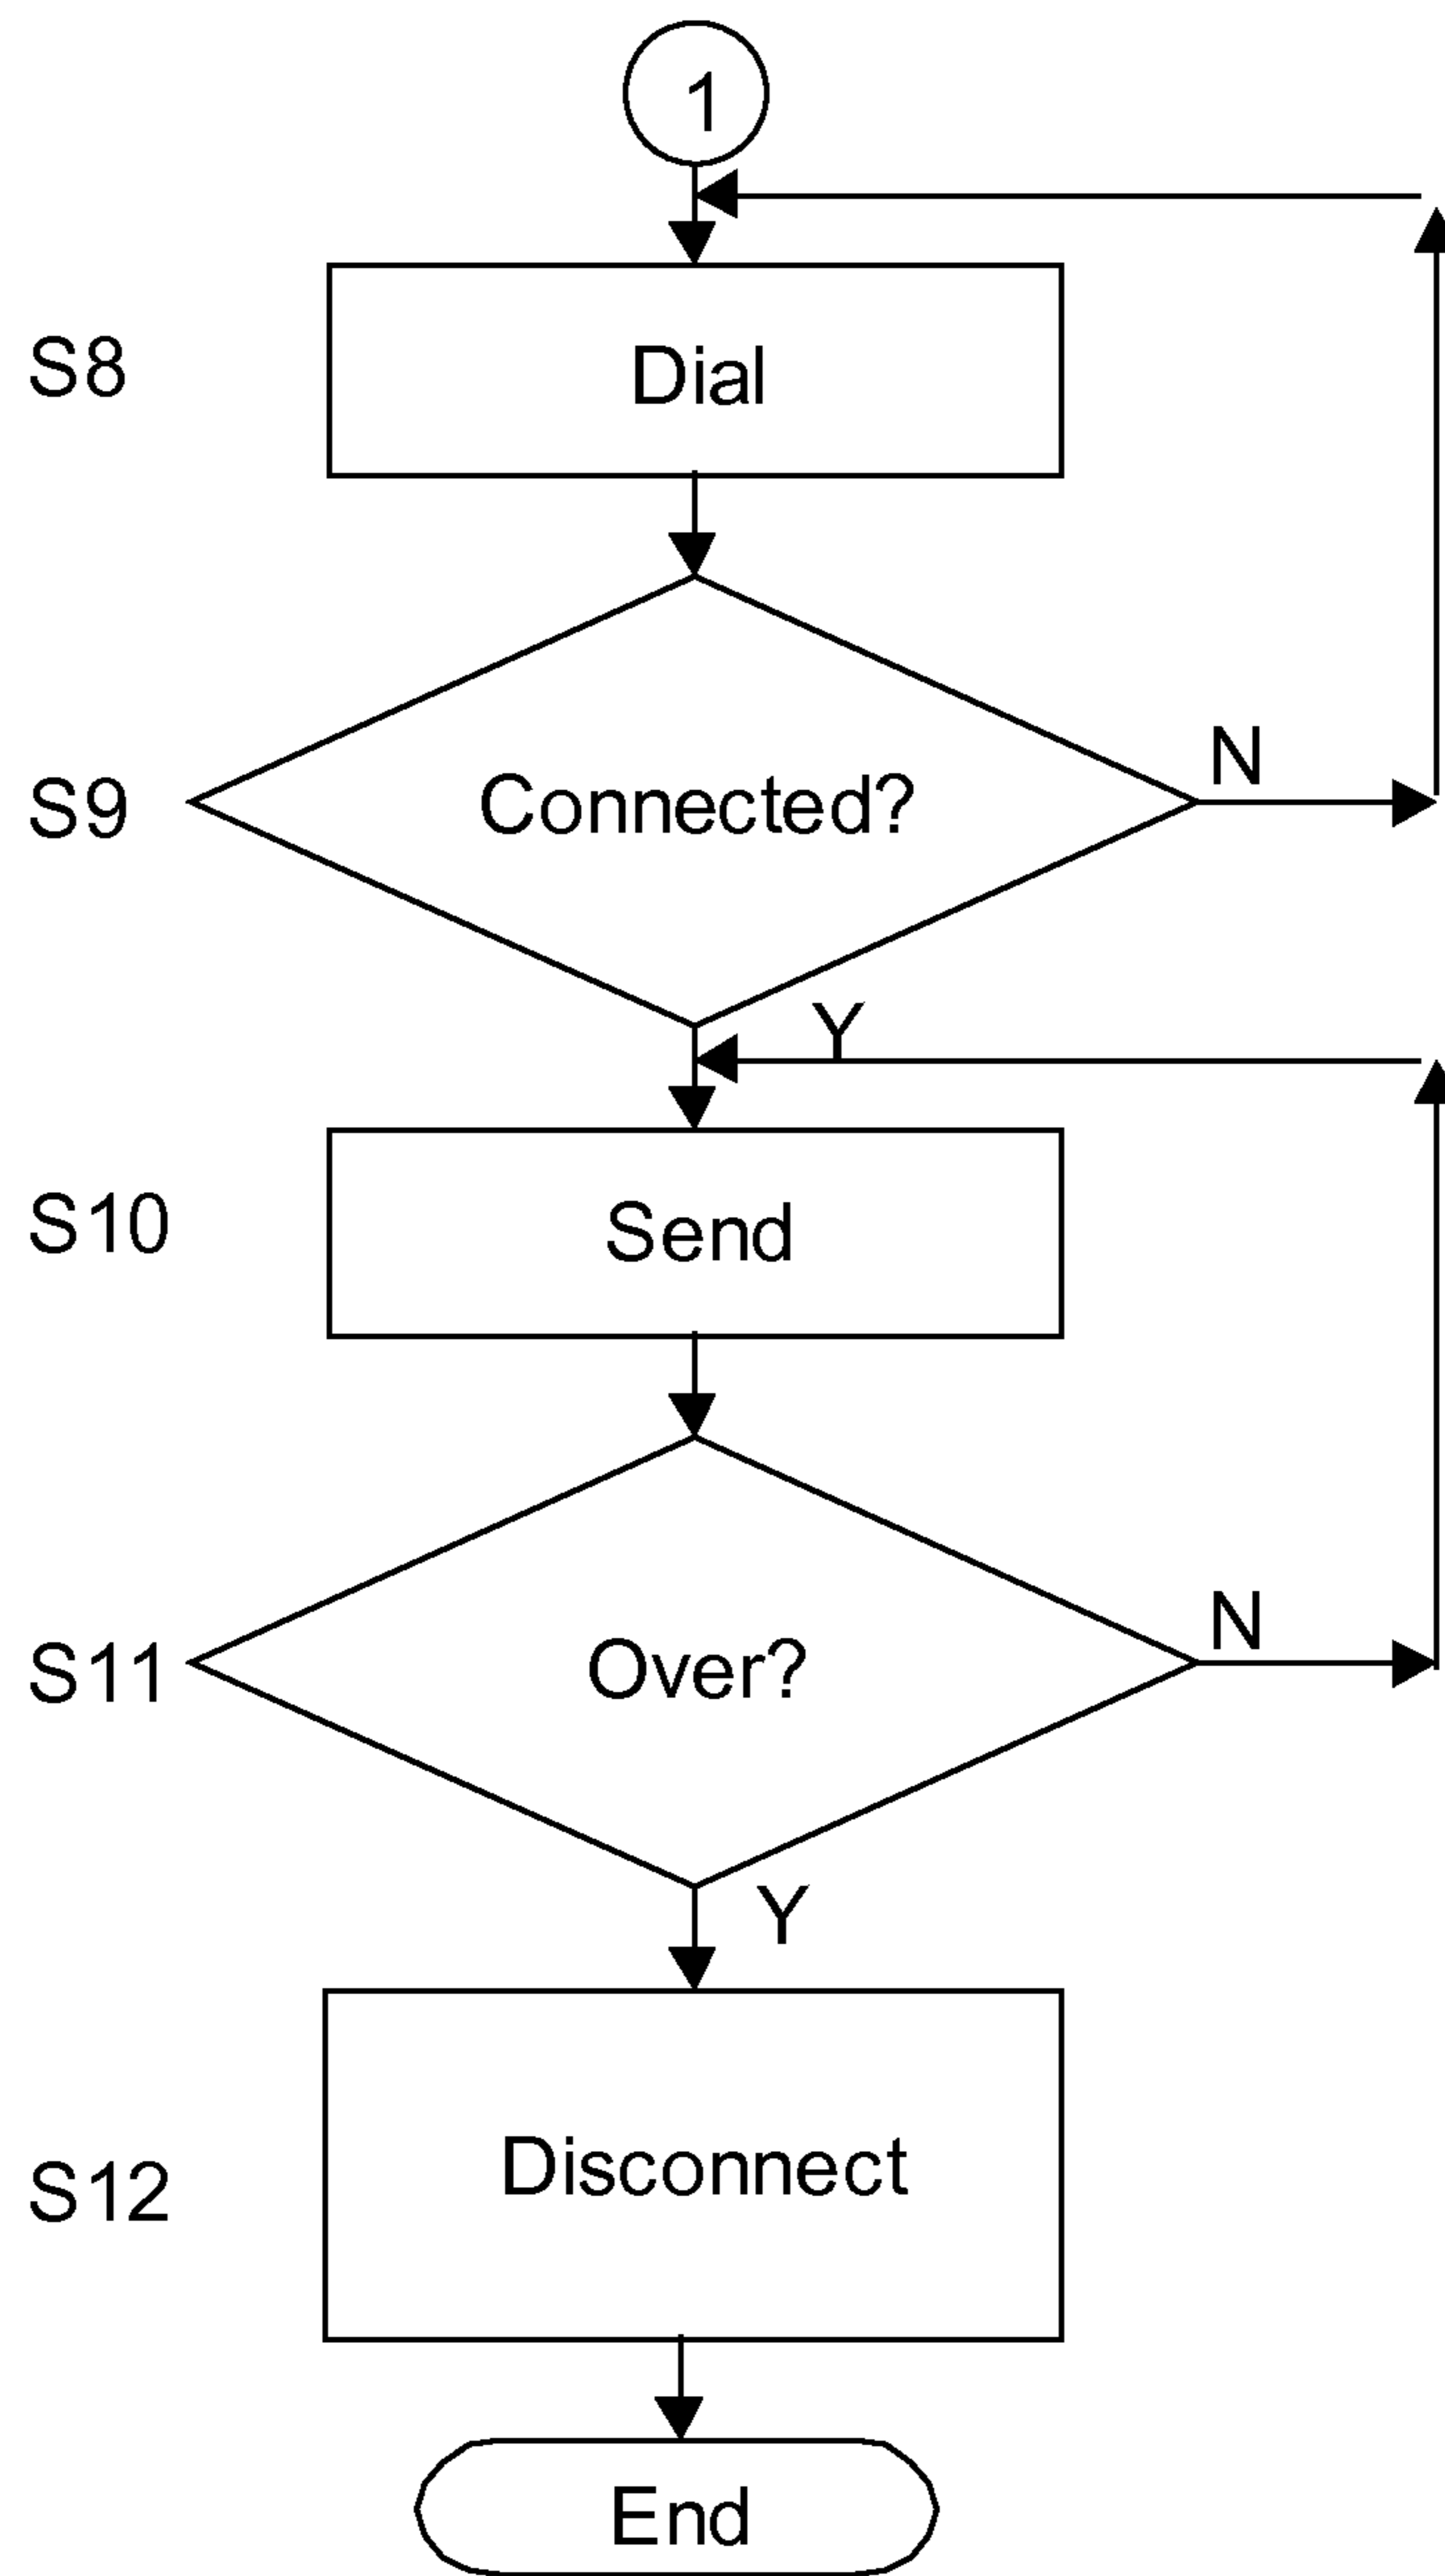 1
S8
Dial
S9
Connected?
N
Y
S10
Send
S11
Over?
N
Y
S12
Disconnect
End